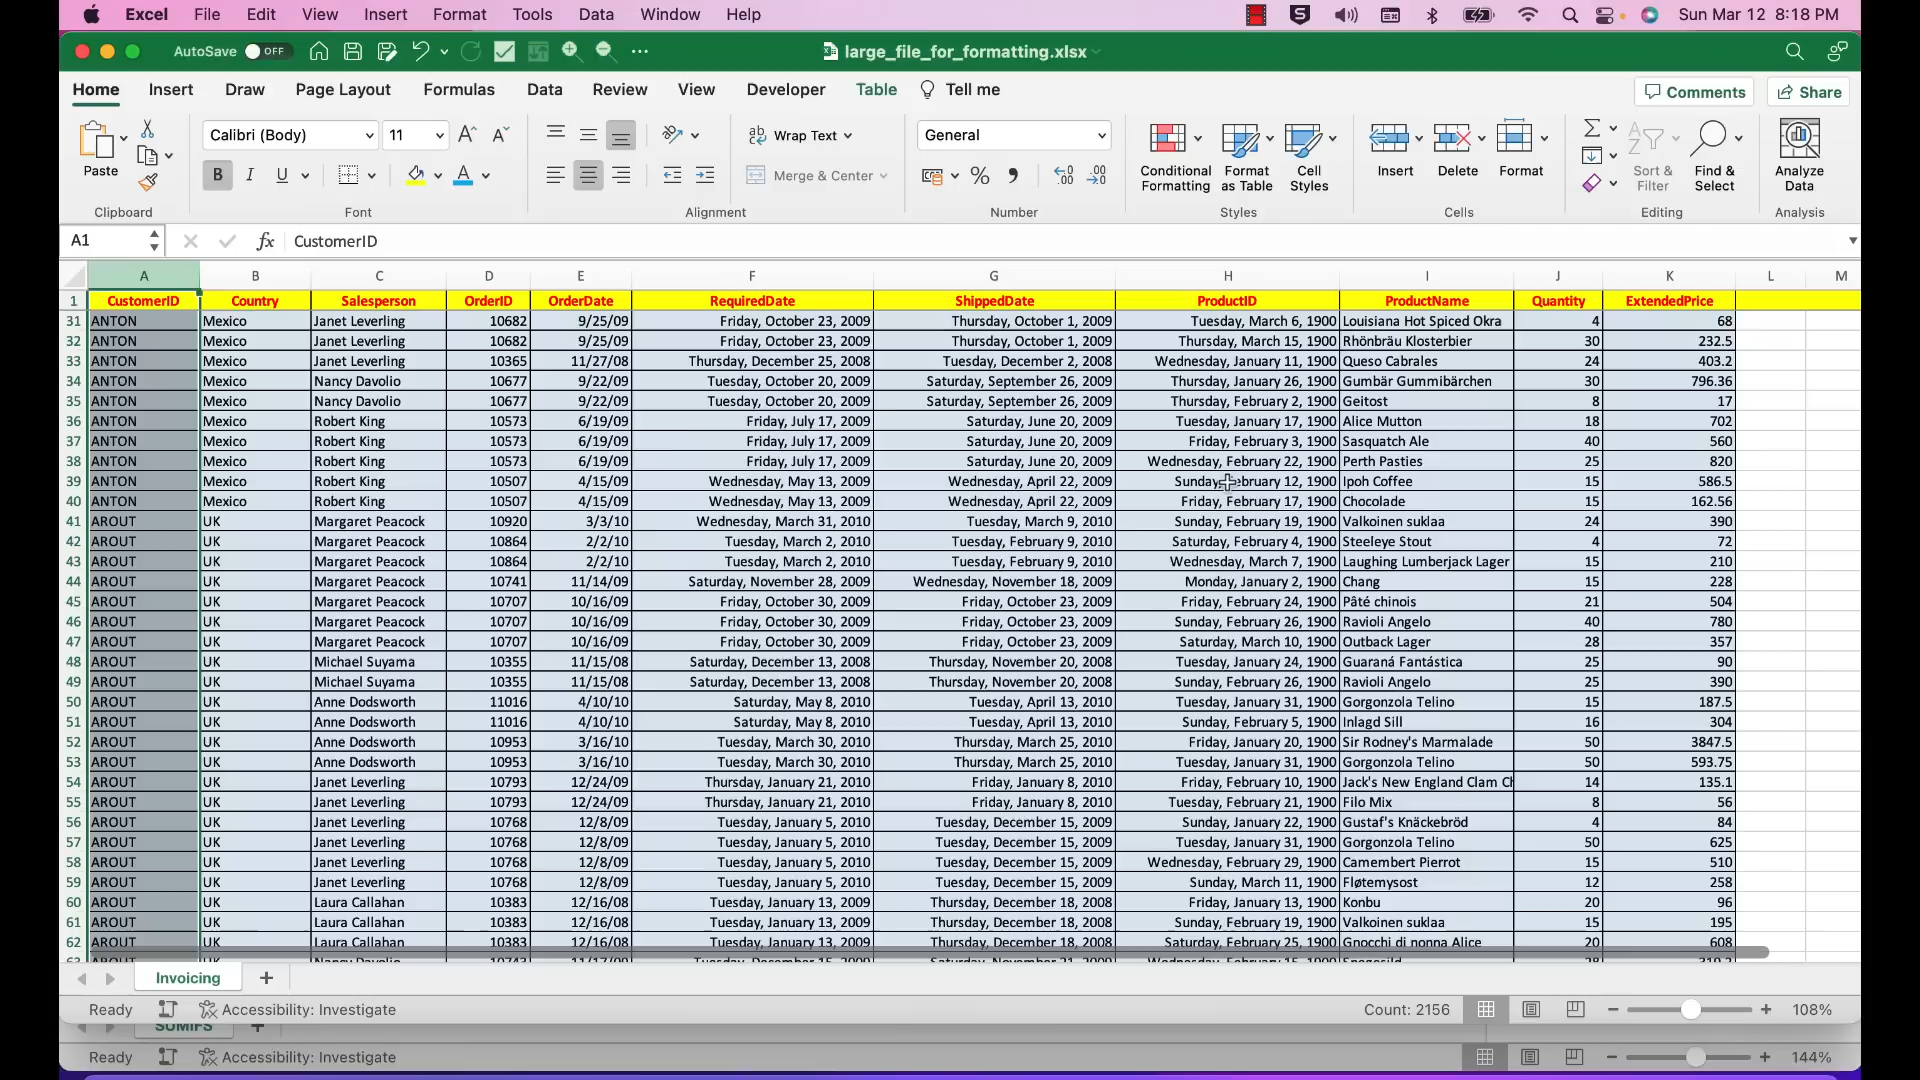 Excel File Edit View Insert Format Tools Data Window Help Sun Mar 12 8:18 PM
AutoSave OFF large_file_for_formatting.xlsx
Home Insert Draw Page Layout Formulas Data Review View Developer Table Tell me Comments Share
Paste Calibri (Body) 11 Wrap Text General Conditional Formatting Format as Table Cell Styles Insert Delete Format Sort & Filter Find & Select Analyze Data
B I U Merge & Center
Clipboard Font Alignment Number Styles Cells Editing Analysis
A1 fx CustomerID
A B C D E F G H I J K L M
1 CustomerID Country Salesperson OrderID OrderDate RequiredDate ShippedDate ProductID ProductName Quantity ExtendedPrice
31 ANTON Mexico Janet Leverling 10682 9/25/09 Friday, October 23, 2009 Thursday, October 1, 2009 Tuesday, March 6, 1900 Louisiana Hot Spiced Okra 4 68
32 ANTON Mexico Janet Leverling 10682 9/25/09 Friday, October 23, 2009 Thursday, October 1, 2009 Thursday, March 15, 1900 Rhönbräu Klosterbier 30 232.5
33 ANTON Mexico Janet Leverling 10365 11/27/08 Thursday, December 25, 2008 Tuesday, December 2, 2008 Wednesday, January 11, 1900 Queso Cabrales 24 403.2
34 ANTON Mexico Nancy Davolio 10677 9/22/09 Tuesday, October 20, 2009 Saturday, September 26, 2009 Thursday, January 26, 1900 Gumbär Gummibärchen 30 796.36
35 ANTON Mexico Nancy Davolio 10677 9/22/09 Tuesday, October 20, 2009 Saturday, September 26, 2009 Thursday, February 2, 1900 Geitost 8 17
36 ANTON Mexico Robert King 10573 6/19/09 Friday, July 17, 2009 Saturday, June 20, 2009 Tuesday, January 17, 1900 Alice Mutton 18 702
37 ANTON Mexico Robert King 10573 6/19/09 Friday, July 17, 2009 Saturday, June 20, 2009 Friday, February 3, 1900 Sasquatch Ale 40 560
38 ANTON Mexico Robert King 10573 6/19/09 Friday, July 17, 2009 Saturday, June 20, 2009 Wednesday, February 22, 1900 Perth Pasties 25 820
39 ANTON Mexico Robert King 10507 4/15/09 Wednesday, May 13, 2009 Wednesday, April 22, 2009 Sunday, February 12, 1900 Ipoh Coffee 15 586.5
40 ANTON Mexico Robert King 10507 4/15/09 Wednesday, May 13, 2009 Wednesday, April 22, 2009 Friday, February 17, 1900 Chocolade 15 162.56
41 AROUT UK Margaret Peacock 10920 3/3/10 Wednesday, March 31, 2010 Tuesday, March 9, 2010 Sunday, February 19, 1900 Valkoinen suklaa 24 390
42 AROUT UK Margaret Peacock 10864 2/2/10 Tuesday, March 2, 2010 Tuesday, February 9, 2010 Saturday, February 4, 1900 Steeleye Stout 4 72
43 AROUT UK Margaret Peacock 10864 2/2/10 Tuesday, March 2, 2010 Tuesday, February 9, 2010 Wednesday, March 7, 1900 Laughing Lumberjack Lager 15 210
44 AROUT UK Margaret Peacock 10741 11/14/09 Saturday, November 28, 2009 Wednesday, November 18, 2009 Monday, January 2, 1900 Chang 15 228
45 AROUT UK Margaret Peacock 10707 10/16/09 Friday, October 30, 2009 Friday, October 23, 2009 Friday, February 24, 1900 Pâté chinois 21 504
46 AROUT UK Margaret Peacock 10707 10/16/09 Friday, October 30, 2009 Friday, October 23, 2009 Sunday, February 26, 1900 Ravioli Angelo 40 780
47 AROUT UK Margaret Peacock 10707 10/16/09 Friday, October 30, 2009 Friday, October 23, 2009 Saturday, March 10, 1900 Outback Lager 28 357
48 AROUT UK Michael Suyama 10355 11/15/08 Saturday, December 13, 2008 Thursday, November 20, 2008 Tuesday, January 24, 1900 Guaraná Fantástica 25 90
49 AROUT UK Michael Suyama 10355 11/15/08 Saturday, December 13, 2008 Thursday, November 20, 2008 Sunday, February 26, 1900 Ravioli Angelo 25 390
50 AROUT UK Anne Dodsworth 11016 4/10/10 Saturday, May 8, 2010 Tuesday, April 13, 2010 Tuesday, January 31, 1900 Gorgonzola Telino 15 187.5
51 AROUT UK Anne Dodsworth 11016 4/10/10 Saturday, May 8, 2010 Tuesday, April 13, 2010 Sunday, February 5, 1900 Inlagd Sill 16 304
52 AROUT UK Anne Dodsworth 10953 3/16/10 Tuesday, March 30, 2010 Thursday, March 25, 2010 Friday, January 20, 1900 Sir Rodney's Marmalade 50 3847.5
53 AROUT UK Anne Dodsworth 10953 3/16/10 Tuesday, March 30, 2010 Thursday, March 25, 2010 Tuesday, January 31, 1900 Gorgonzola Telino 50 593.75
54 AROUT UK Janet Leverling 10793 12/24/09 Thursday, January 21, 2010 Friday, January 8, 2010 Friday, February 10, 1900 Jack's New England Clam Ch 14 135.1
55 AROUT UK Janet Leverling 10793 12/24/09 Thursday, January 21, 2010 Friday, January 8, 2010 Tuesday, February 21, 1900 Filo Mix 8 56
56 AROUT UK Janet Leverling 10768 12/8/09 Tuesday, January 5, 2010 Tuesday, December 15, 2009 Sunday, January 22, 1900 Gustaf's Knäckebröd 4 84
57 AROUT UK Janet Leverling 10768 12/8/09 Tuesday, January 5, 2010 Tuesday, December 15, 2009 Tuesday, January 31, 1900 Gorgonzola Telino 50 625
58 AROUT UK Janet Leverling 10768 12/8/09 Tuesday, January 5, 2010 Tuesday, December 15, 2009 Wednesday, February 29, 1900 Camembert Pierrot 15 510
59 AROUT UK Janet Leverling 10768 12/8/09 Tuesday, January 5, 2010 Tuesday, December 15, 2009 Sunday, March 11, 1900 Fløtemysost 12 258
60 AROUT UK Laura Callahan 10383 12/16/08 Tuesday, January 13, 2009 Thursday, December 18, 2008 Friday, January 13, 1900 Konbu 20 96
61 AROUT UK Laura Callahan 10383 12/16/08 Tuesday, January 13, 2009 Thursday, December 18, 2008 Sunday, February 19, 1900 Valkoinen suklaa 15 195
62 AROUT UK Laura Callahan 10383 12/16/08 Tuesday, January 13, 2009 Thursday, December 18, 2008 Saturday, February 25, 1900 Gnocchi di nonna Alice 20 608
Invoicing
Ready Accessibility: Investigate Count: 2156 108%
SUMIFS
Ready Accessibility: Investigate 144%